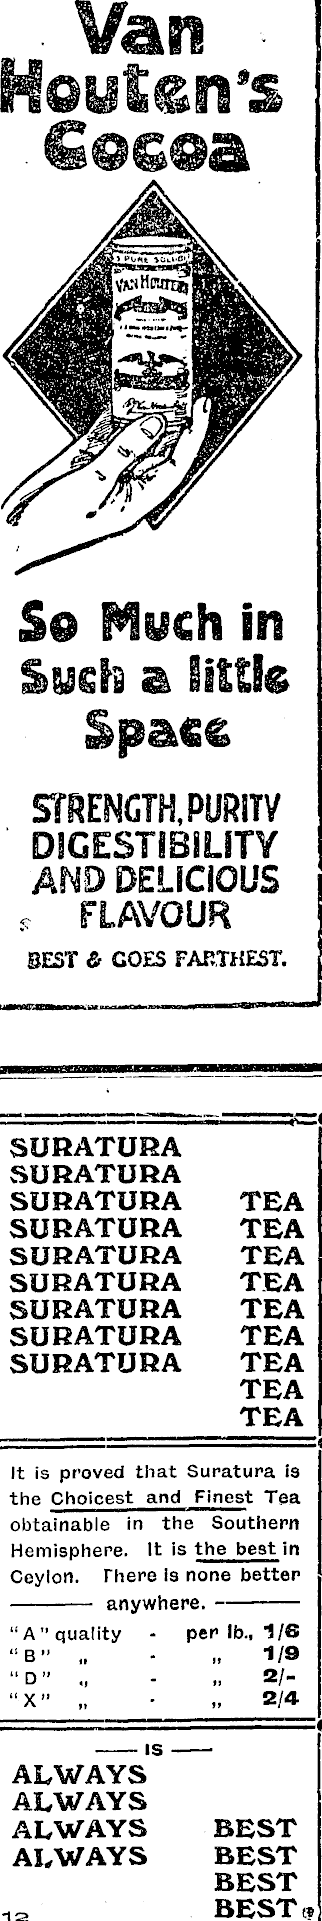 Van
Houten's
Cocoa
VAN HOUTEN
So Much in
Such a little
Space
STRENGTH, PURITY
DIGESTIBILITY
AND DELICIOUS
FLAVOUR
BEST & GOES FARTHEST.
SURATURA
SURATURA
SURATURA TEA
SURATURA TEA
SURATURA TEA
SURATURA TEA
SURATURA TEA
SURATURA TEA
SURATURA TEA
TEA
TEA
It is proved that Suratura is
the Choicest and Finest Tea
obtainable in the Southern
Hemisphere. It is the best in
Ceylon. There is none better
anywhere.
"A" quality - per lb., 1/6
"B" „ - „ 1/9
"D" „ - „ 2/-
"X" „ - „ 2/4
IS
ALWAYS
ALWAYS
ALWAYS BEST
ALWAYS BEST
BEST
12 BEST